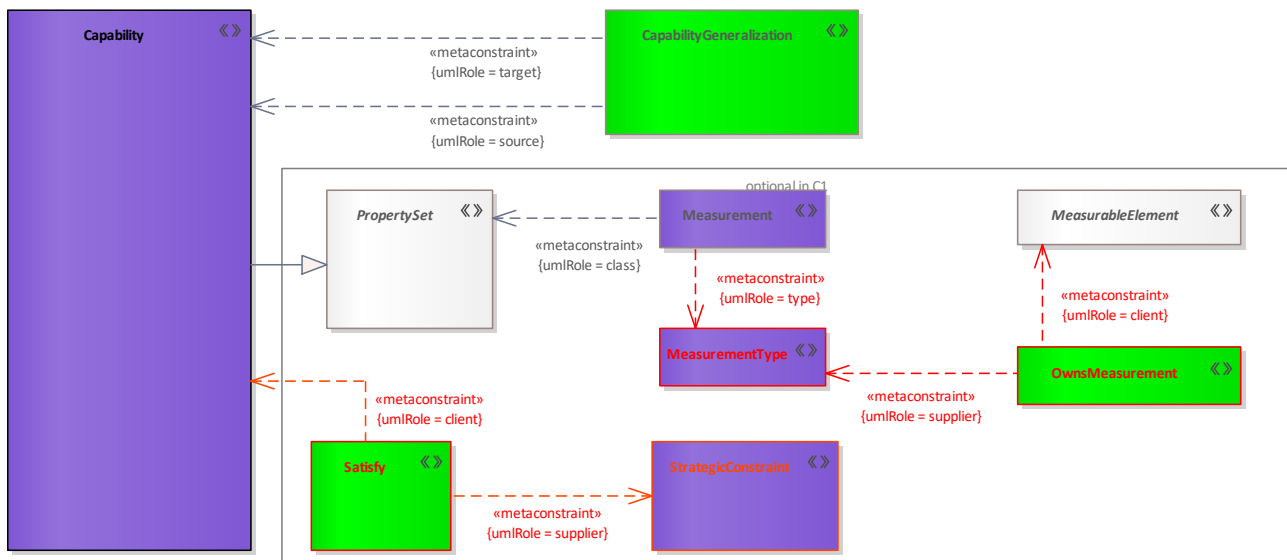 Capability
«»
CapabilityGeneralization
«»
«metaconstraint»
{umlRole = target}
«metaconstraint»
{umlRole = source}
optional in C1
PropertySet
«»
Measurement
«»
MeasurableElement
«»
«metaconstraint»
{umlRole = class}
«metaconstraint»
{umlRole = type}
«metaconstraint»
{umlRole = client}
MeasurementType
«»
OwnsMeasurement
«»
«metaconstraint»
{umlRole = supplier}
«metaconstraint»
{umlRole = client}
Satisfy
«»
StrategicConstraint
«»
«metaconstraint»
{umlRole = supplier}